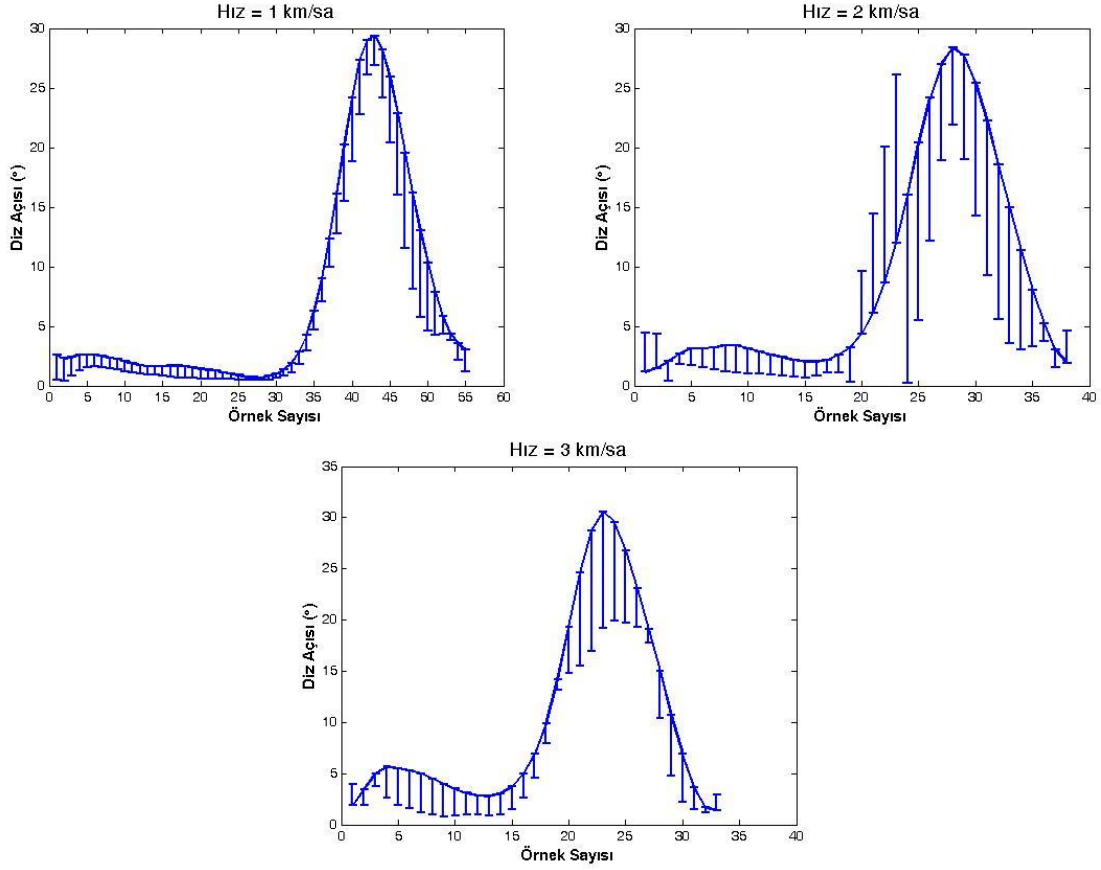 Hız = 1 km/sa
Diz Açısı (°)
30
25
20
15
10
5
0
0 5 10 15 20 25 30 35 40 45 50 55 60
Örnek Sayısı
Hız = 2 km/sa
Diz Açısı (°)
30
25
20
15
10
5
0
0 5 10 15 20 25 30 35 40
Örnek Sayısı
Hız = 3 km/sa
Diz Açısı (°)
35
30
25
20
15
10
5
0
0 5 10 15 20 25 30 35 40
Örnek Sayısı